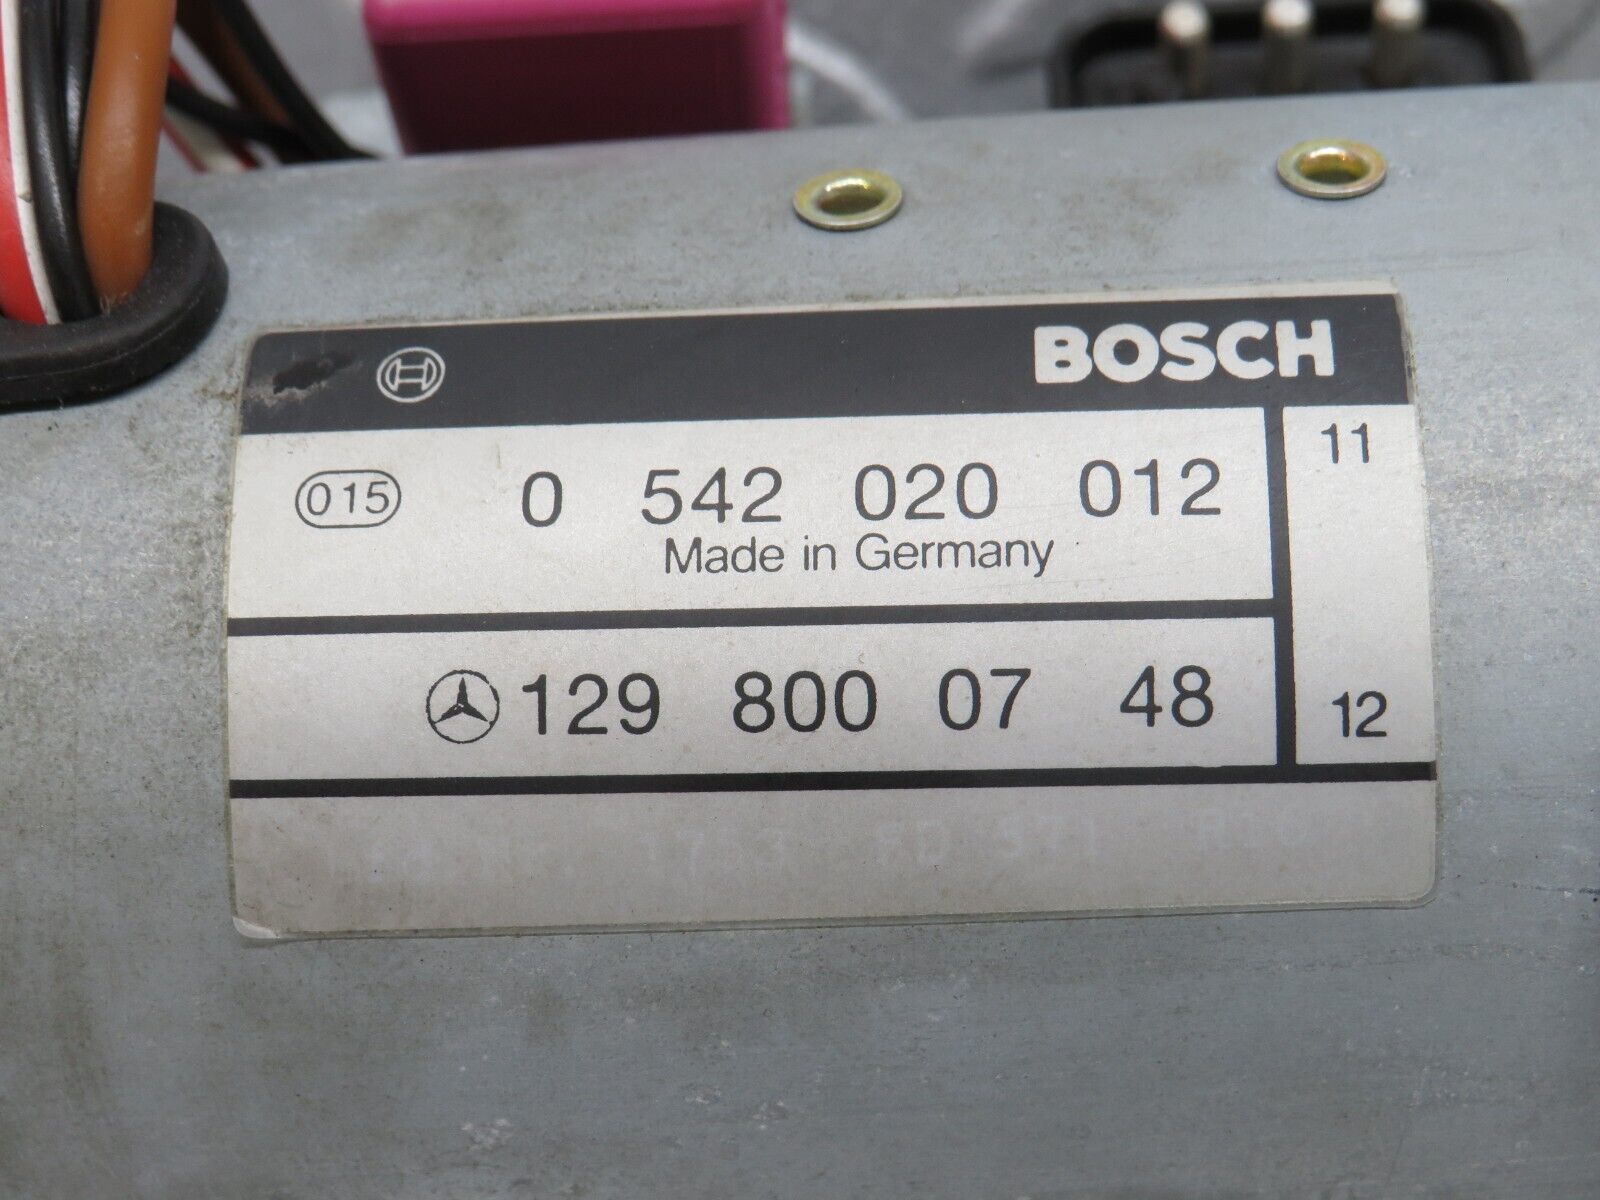 BOSCH
015 0 542 020 012 11
Made in Germany
129 800 07 48 12